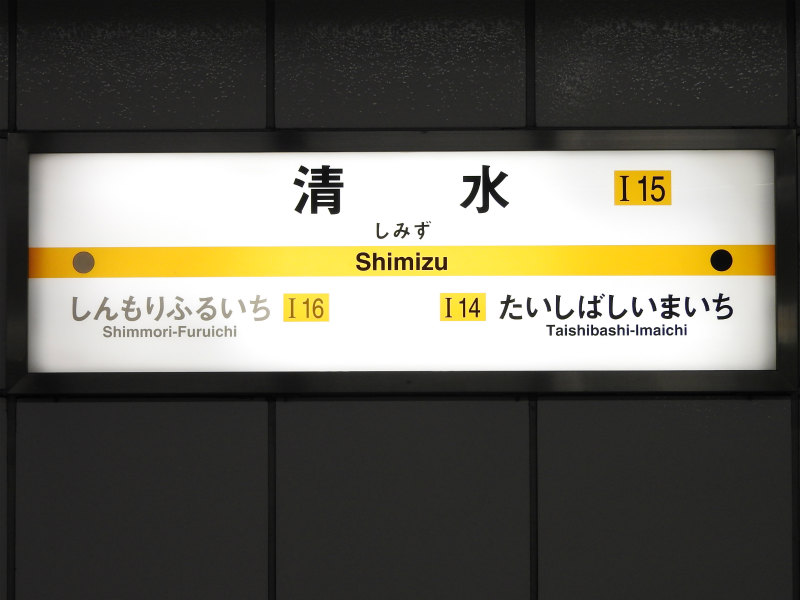 清 水 I 15
しみず
Shimizu
しんもりふるいち I 16
Shimmori-Furuichi
I 14 たいしばしいまいち
Taishibashi-Imaichi